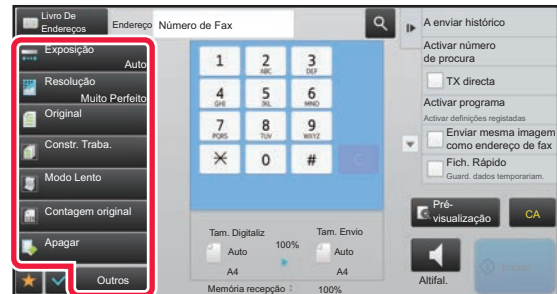 Livro De
Endereços
Endereço
Número de Fax
Exposição
Auto
Resolução
Muito Perfeito
Original
Constr. Traba.
Modo Lento
Contagem original
Apagar
Outros
1
2
ABC
3
DEF
4
GHI
5
JKL
6
MNO
7
PQRS
8
TUV
9
WXYZ
0
#
C
Tam. Digitaliz
Auto
A4
100%
Tam. Envio
Auto
A4
Memória recepção :
100%
A enviar histórico
Activar número
de procura
TX directa
Activar programa
Activar definições registadas
Enviar mesma imagem
como endereço de fax
Fich. Rápido
Guard. dados temporariam.
Pré-
visualização
CA
Altifal.
Iniciar